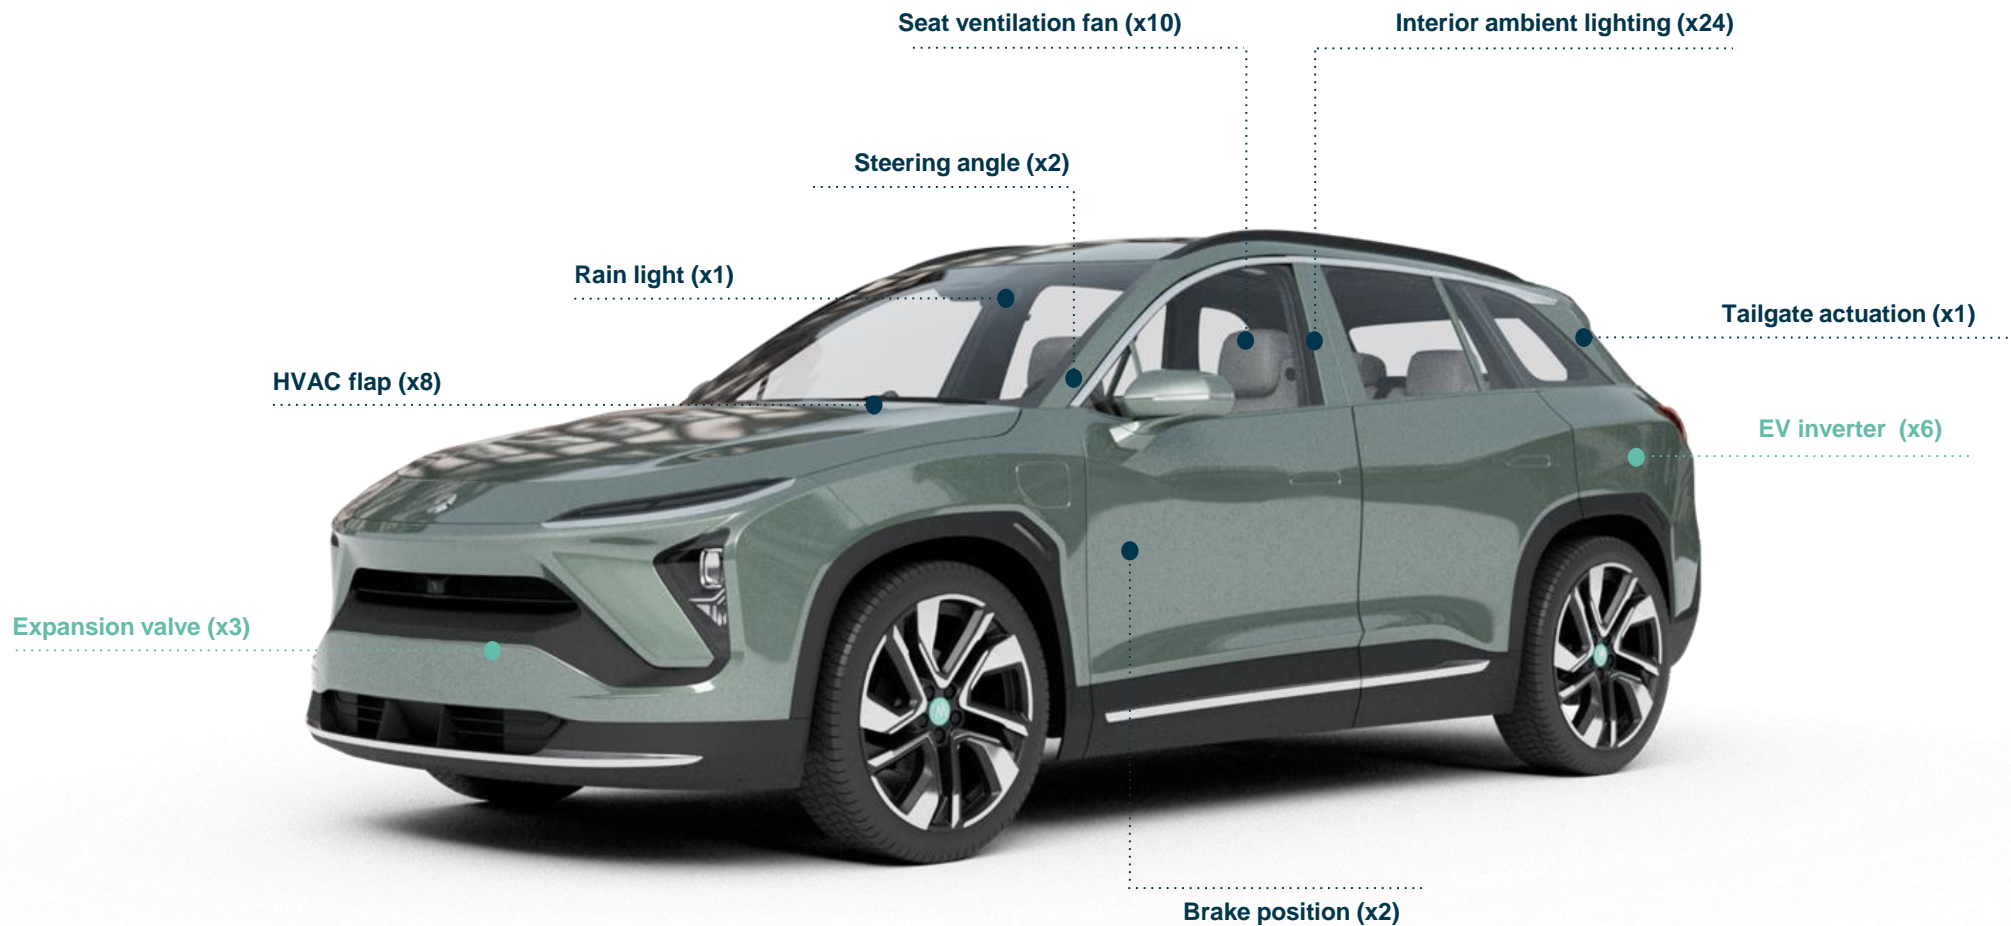 Seat ventilation fan (x10)
Interior ambient lighting (x24)
Steering angle (x2)
Rain light (x1)
Tailgate actuation (x1)
HVAC flap (x8)
EV inverter  (x6)
Expansion valve (x3)
Brake position (x2)